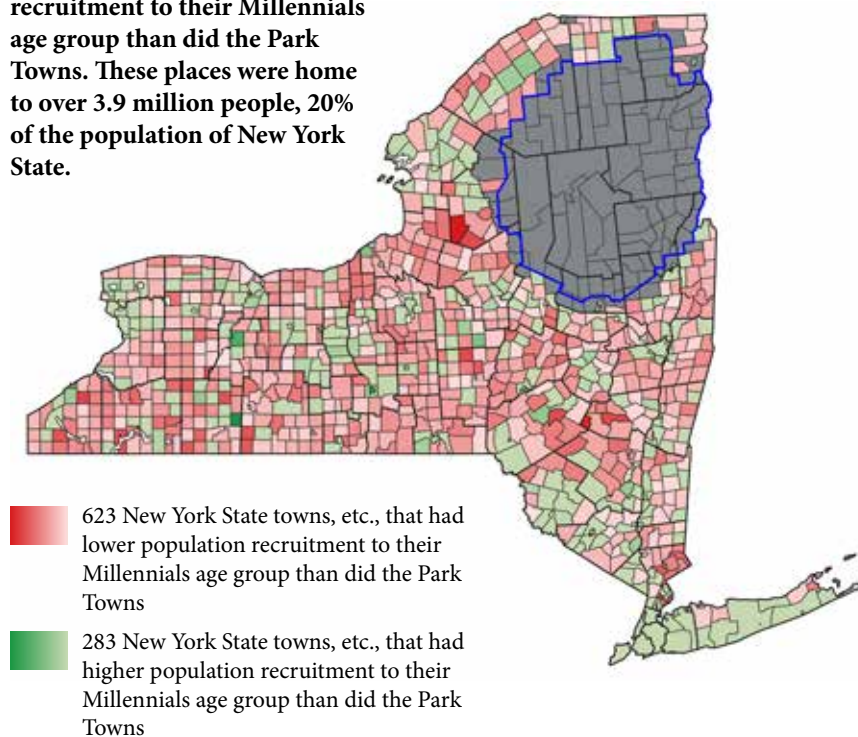 recruitment to their Millennials
age group than did the Park
Towns. These places were home
to over 3.9 million people, 20%
of the population of New York
State.
623 New York State towns, etc., that had
lower population recruitment to their
Millennials age group than did the Park
Towns
283 New York State towns, etc., that had
higher population recruitment to their
Millennials age group than did the Park
Towns